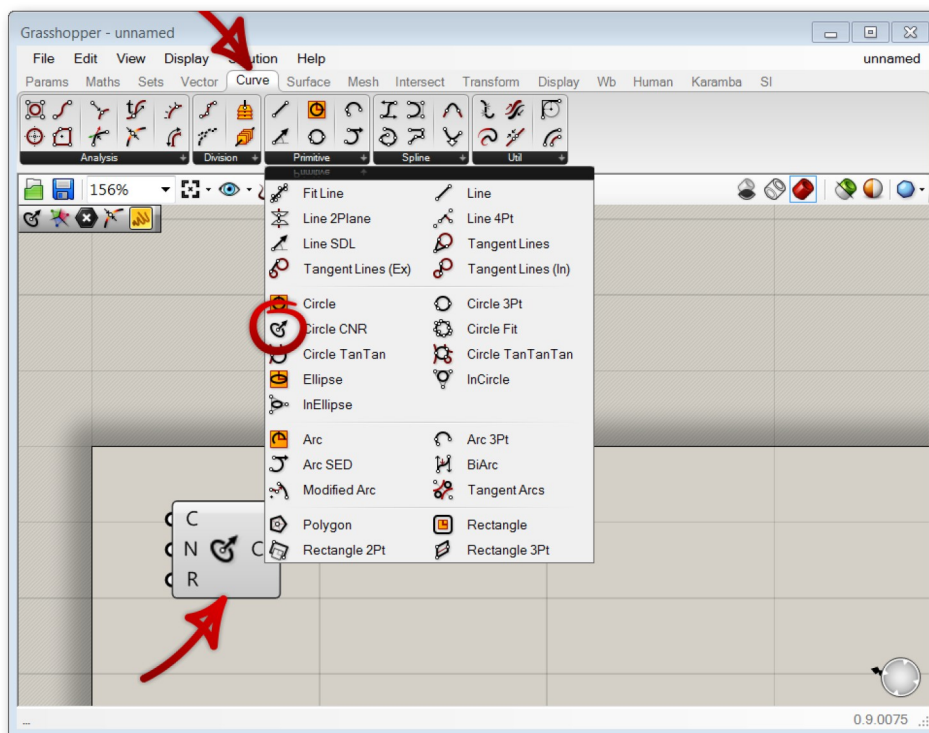 Grasshopper - unnamed
File Edit View Display Solution Help unnamed
Params Maths Sets Vector Curve Surface Mesh Intersect Transform Display Wb Human Karamba SI
Analysis Division Primitive Spline Util
156%
Fit Line Line
Line 2Plane Line 4Pt
Line SDL Tangent Lines
Tangent Lines (Ex) Tangent Lines (In)
Circle Circle 3Pt
Circle CNR Circle Fit
Circle TanTan Circle TanTanTan
Ellipse InCircle
InEllipse
Arc Arc 3Pt
Arc SED BiArc
Modified Arc Tangent Arcs
Polygon Rectangle
Rectangle 2Pt Rectangle 3Pt
C
N C
R
... 0.9.0075